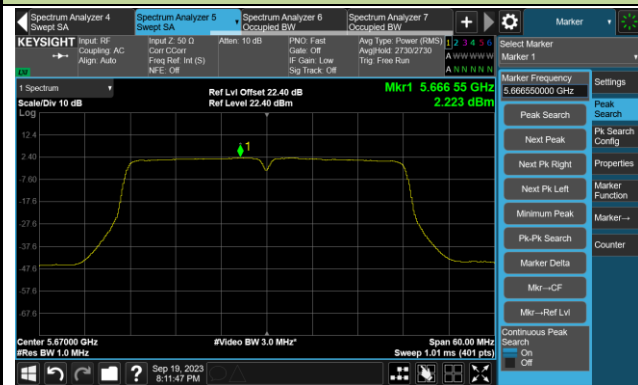 Spectrum Analyzer 4
Swept SA
Spectrum Analyzer 5
Swept SA
Spectrum Analyzer 6
Occupied BW
Spectrum Analyzer 7
Occupied BW
+
Marker
KEYSIGHT
Input: RF
Coupling: AC
Align: Auto
Input Z: 50 Ω
Corr CCorr
Freq Ref: Int (S)
NFE: Off
Atten: 10 dB
PNO: Fast
Gate: Off
IF Gain: Low
Sig Track: Off
Avg Type: Power (RMS)
Avg|Hold: 2730/2730
Trig: Free Run
1 2 3 4 5 6
A W W W W W
A N N N N N
LW
Select Marker
Marker 1
1 Spectrum
Scale/Div 10 dB
Log
Ref Lvl Offset 22.40 dB
Ref Level 22.40 dBm
Mkr1 5.666 55 GHz
2.223 dBm
12.4
2.40
-7.60
-17.6
-27.6
-37.6
-47.6
-57.6
-67.6
1
Center 5.67000 GHz
#Res BW 1.0 MHz
#Video BW 3.0 MHz*
Span 60.00 MHz
Sweep 1.01 ms (401 pts)
Marker Frequency
5.666550000 GHz
Peak Search
Next Peak
Next Pk Right
Next Pk Left
Minimum Peak
Pk-Pk Search
Marker Delta
Mkr→CF
Mkr→Ref Lvl
Continuous Peak
Search
On
Off
Settings
Peak
Search
Pk Search
Config
Properties
Marker
Function
Marker→
Counter
?
Sep 19, 2023
8:11:47 PM